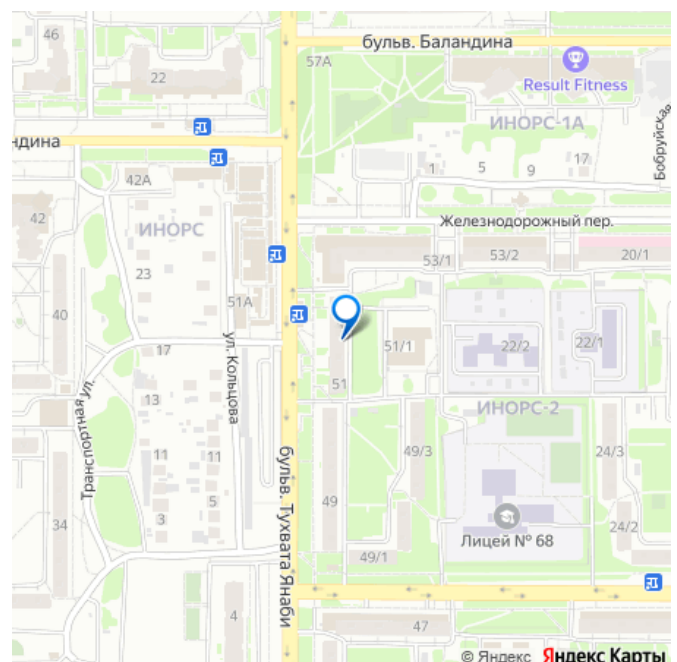 46
22
57А
бульв. Баландина
Result Fitness
ндина
42А
ИНОРС-1А
1
5
9
17
Бобруйская
42
ИНОРС
23
Железнодорожный пер.
53/1
53/2
20/1
51А
40
17
ул. Кольцова
51/1
22/2
22/1
51
13
Транспортная ул.
ИНОРС-2
11
11
49/3
24/3
бульв. Тухвата Янаби
5
3
49
34
Лицей № 68
24/2
49/1
4
47
© Яндекс Яндекс Карты